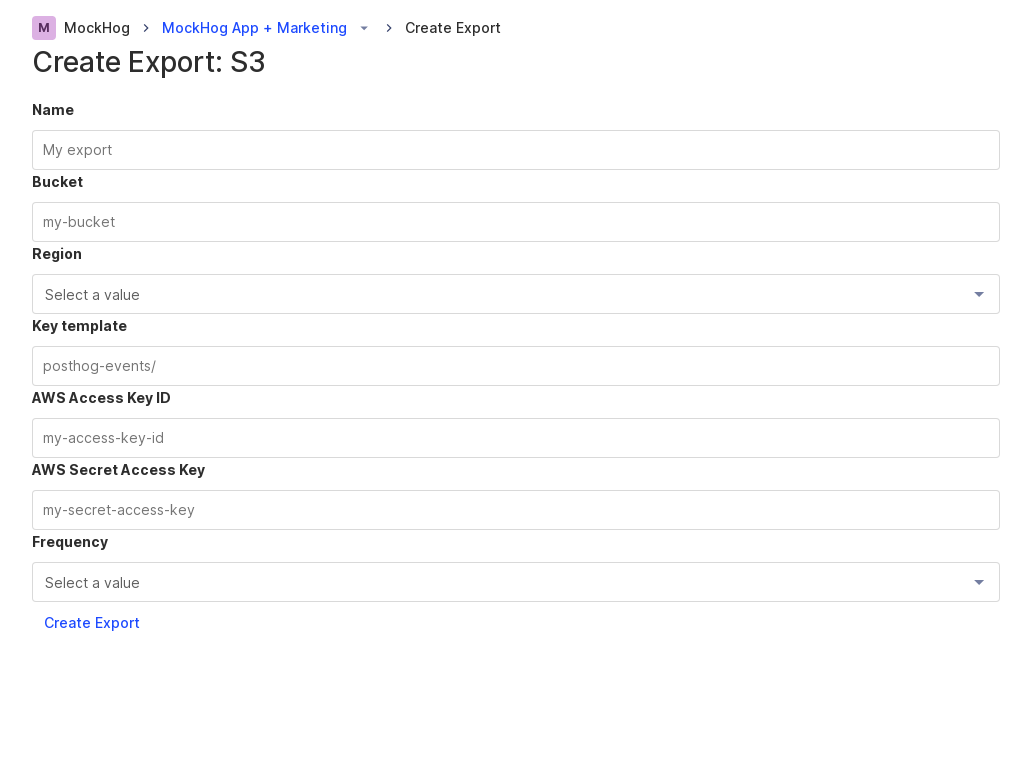 M MockHog MockHog App + Marketing Create Export
Create Export: S3
Name
My export
Bucket
my-bucket
Region
Select a value
Key template
posthog-events/
AWS Access Key ID
my-access-key-id
AWS Secret Access Key
my-secret-access-key
Frequency
Select a value
Create Export